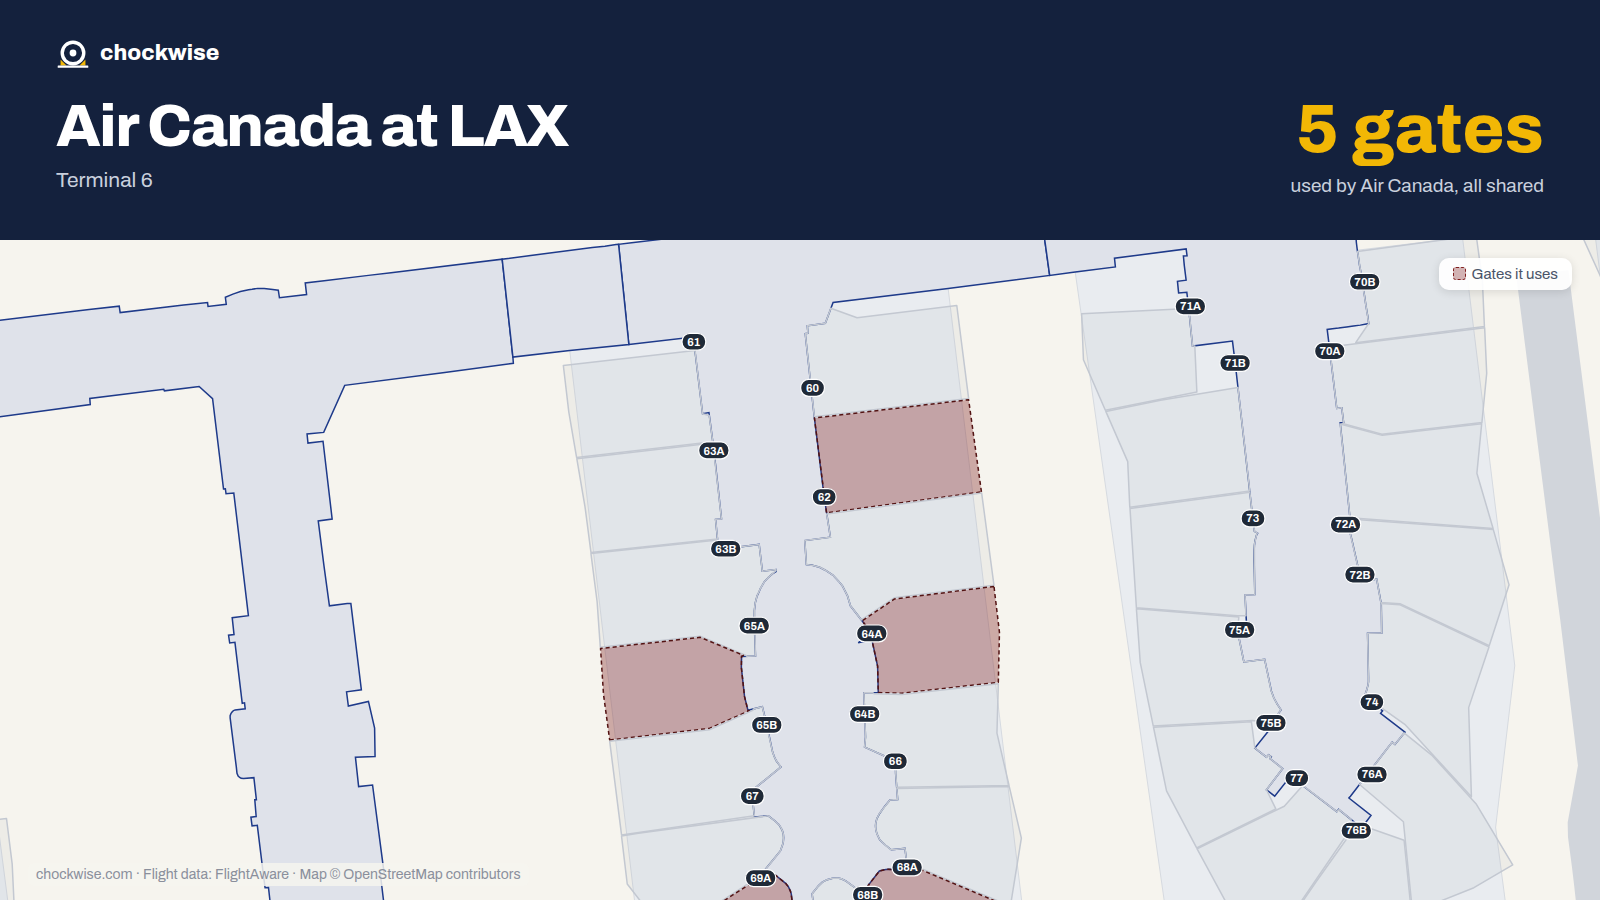 chockwise
Air Canada at LAX
Terminal 6
5 gates
used by Air Canada, all shared
Gates it uses
70B
71A
61
70A
71B
60
63A
62
73
72A
63B
72B
65A
75A
64A
74
64B
75B
65B
66
76A
77
67
76B
68A
69A
68B
chockwise.com · Flight data: FlightAware · Map © OpenStreetMap contributors